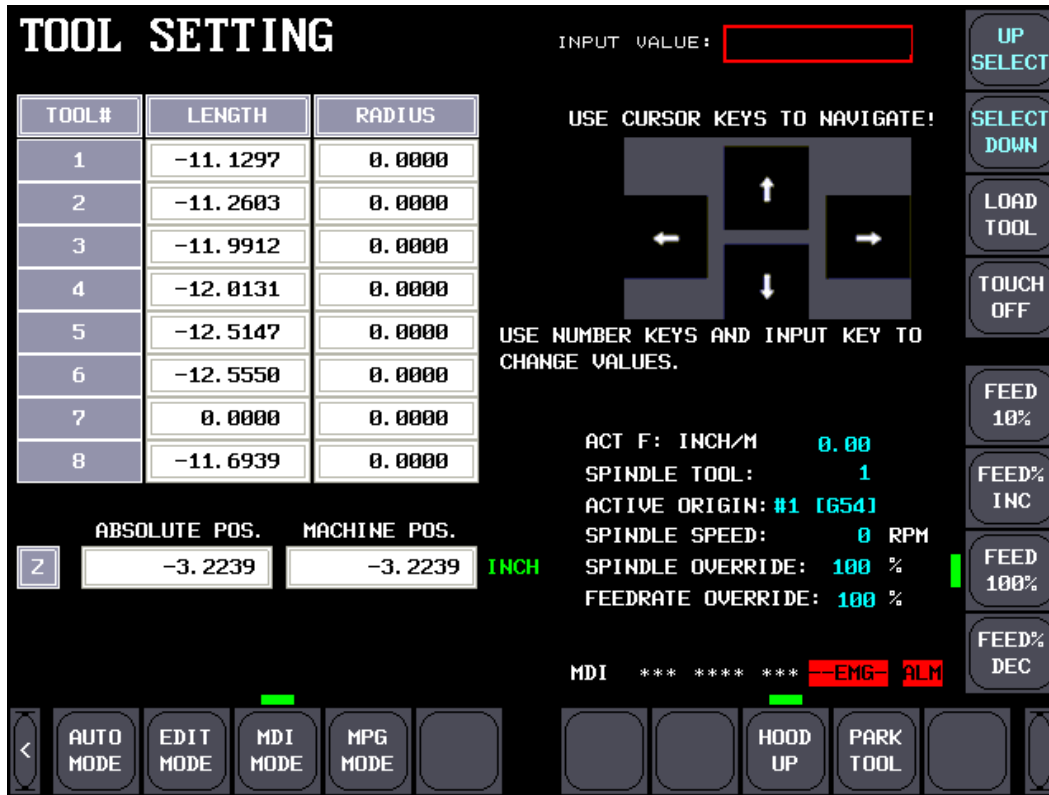 TOOL SETTING
INPUT VALUE:
TOOL# LENGTH RADIUS
1 -11.1297 0.0000
2 -11.2603 0.0000
3 -11.9912 0.0000
4 -12.0131 0.0000
5 -12.5147 0.0000
6 -12.5550 0.0000
7 0.0000 0.0000
8 -11.6939 0.0000
ABSOLUTE POS. MACHINE POS.
Z -3.2239 -3.2239 INCH
USE CURSOR KEYS TO NAVIGATE!
USE NUMBER KEYS AND INPUT KEY TO
CHANGE VALUES.
ACT F: INCH/M 0.00
SPINDLE TOOL: 1
ACTIVE ORIGIN: #1 [G54]
SPINDLE SPEED: 0 RPM
SPINDLE OVERRIDE: 100 %
FEEDRATE OVERRIDE: 100 %
MDI *** **** *** --EMG- ALM
UP
SELECT
SELECT
DOWN
LOAD
TOOL
TOUCH
OFF
FEED
10%
FEED%
INC
FEED
100%
FEED%
DEC
<
AUTO
MODE
EDIT
MODE
MDI
MODE
MPG
MODE
HOOD
UP
PARK
TOOL